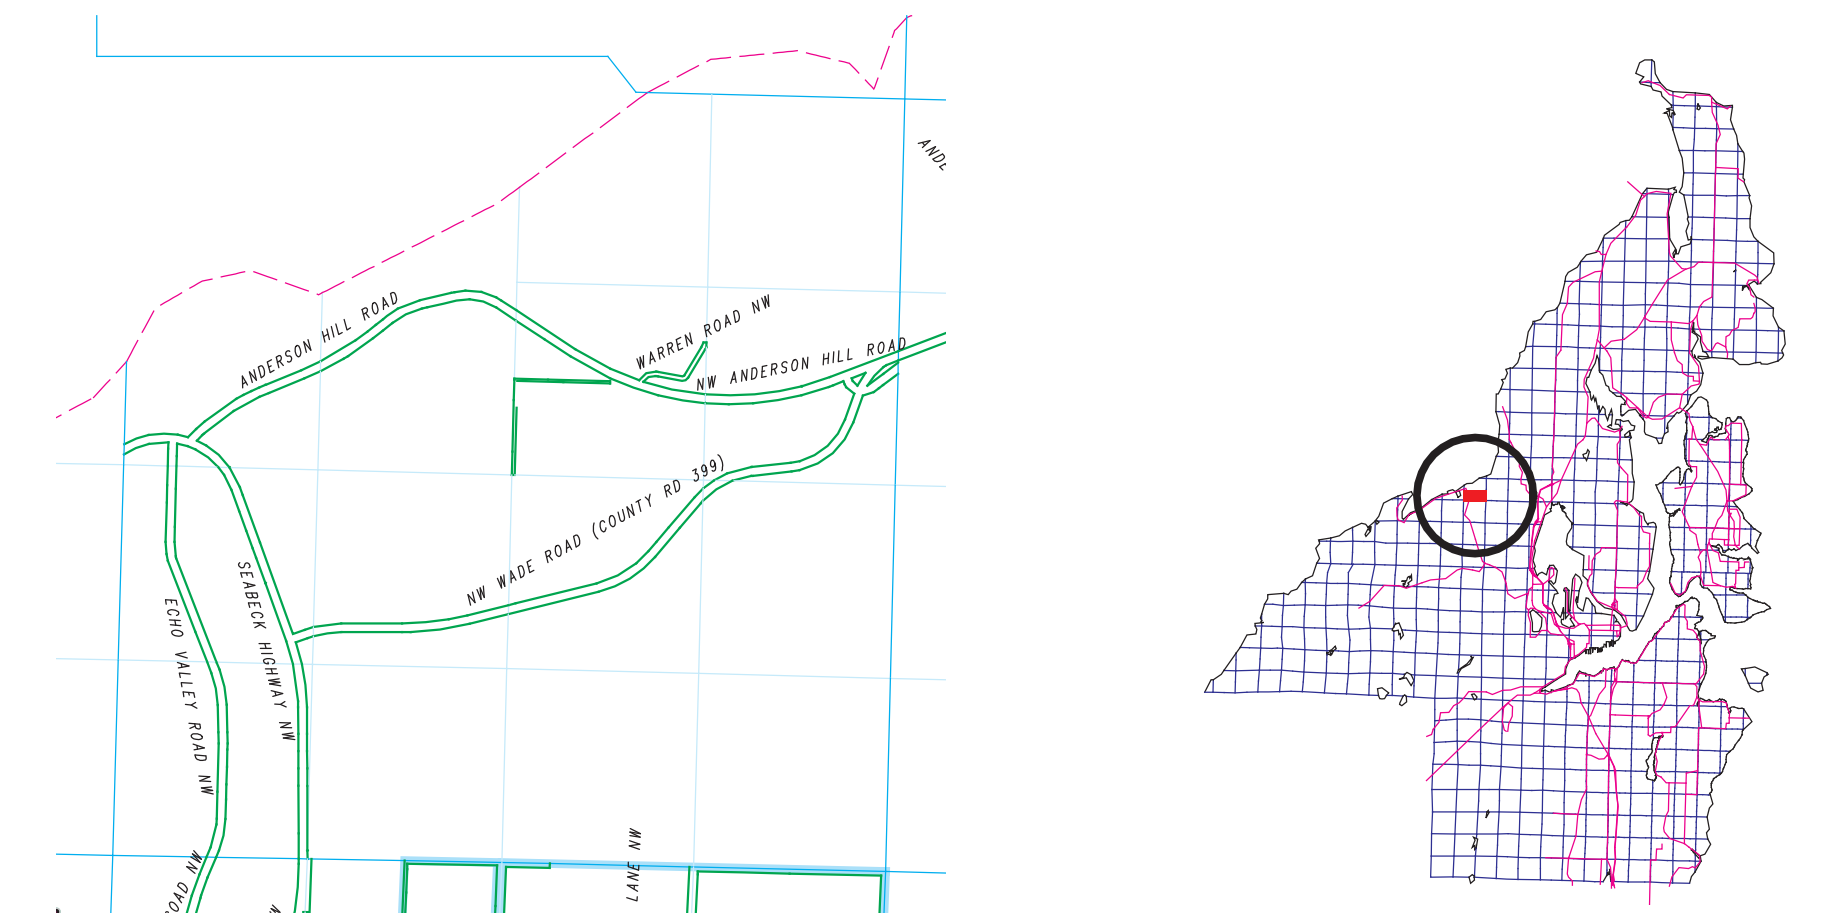 ANDERSON HILL ROAD
WARREN ROAD NW
NW ANDERSON HILL ROAD
NW WADE ROAD (COUNTY RD 399)
SEABECK HIGHWAY NW
ECHO VALLEY ROAD NW
LANE NW
NW